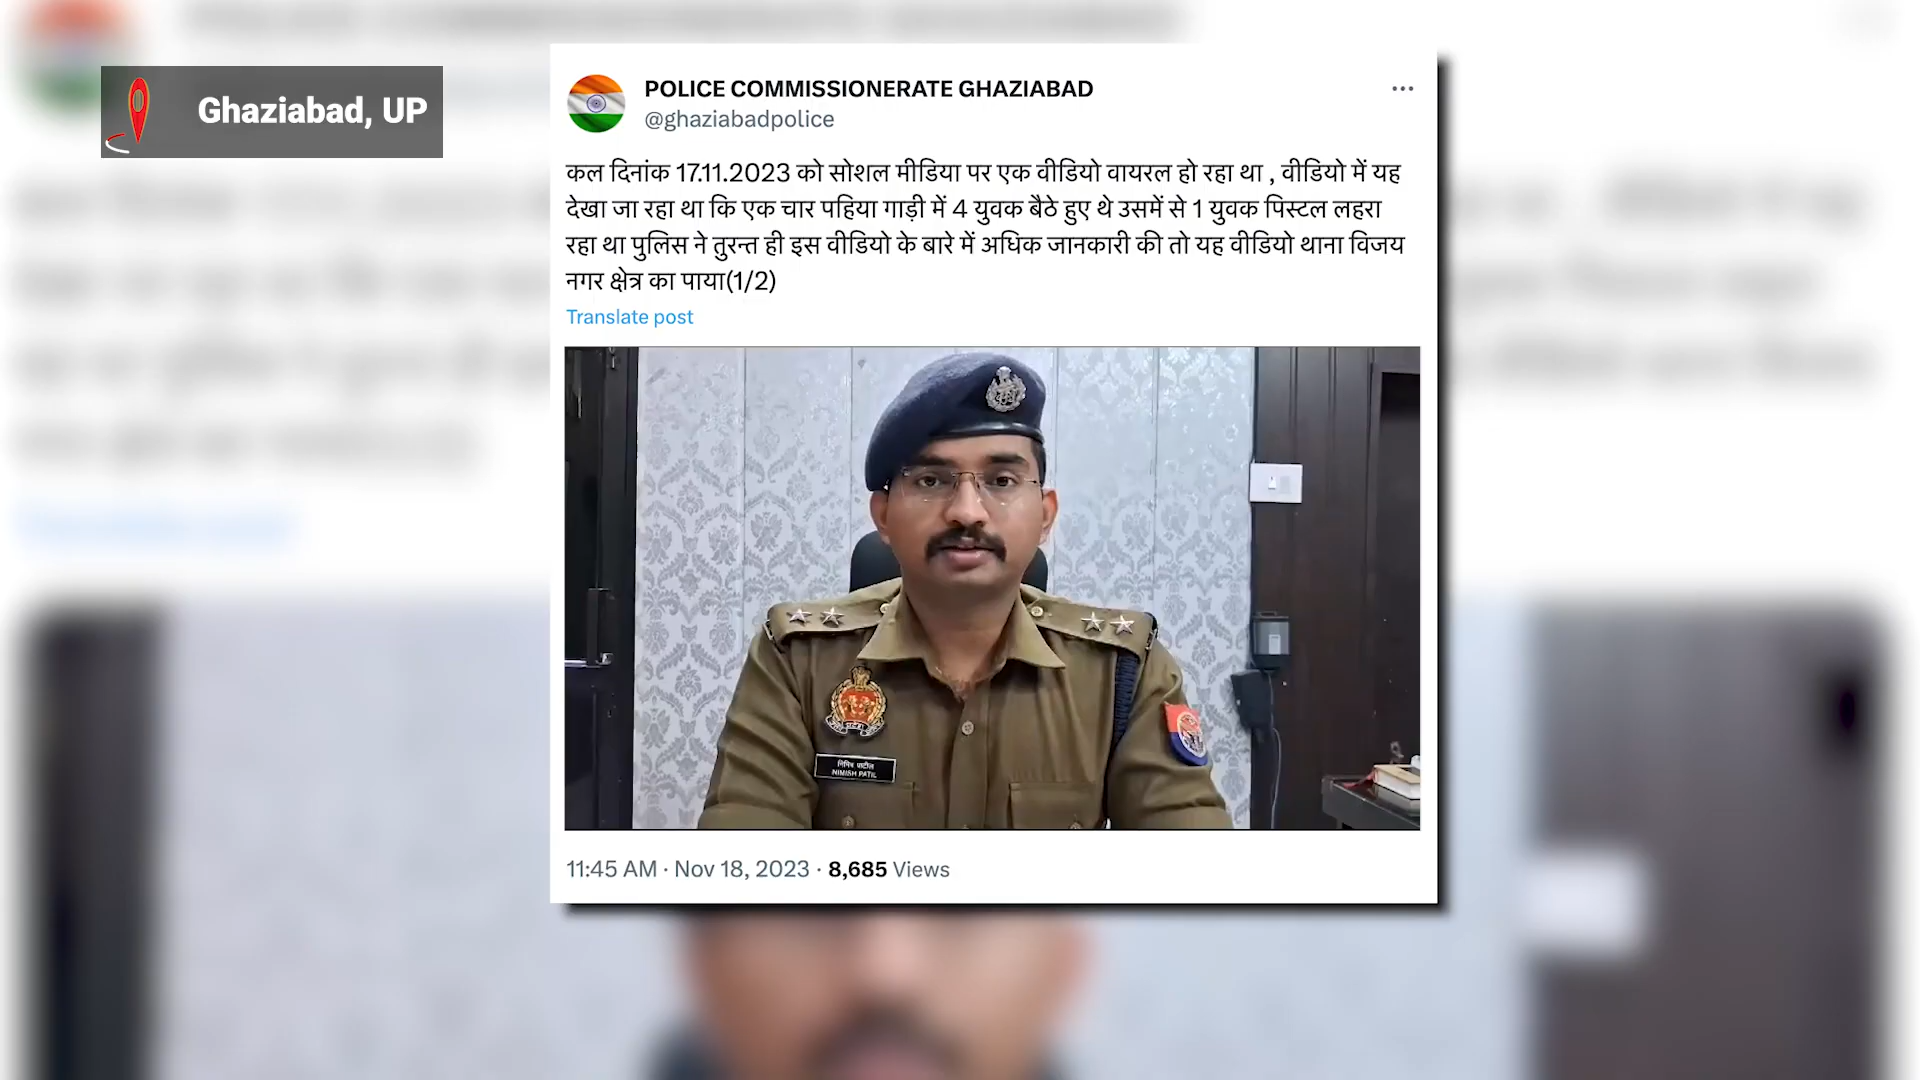 Ghaziabad, UP
POLICE COMMISSIONERATE GHAZIABAD
@ghaziabadpolice
कल दिनांक 17.11.2023 को सोशल मीडिया पर एक वीडियो वायरल हो रहा था , वीडियो में यह
देखा जा रहा था कि एक चार पहिया गाड़ी में 4 युवक बैठे हुए थे उसमें से 1 युवक पिस्टल लहरा
रहा था पुलिस ने तुरन्त ही इस वीडियो के बारे में अधिक जानकारी की तो यह वीडियो थाना विजय
नगर क्षेत्र का पाया(1/2)
Translate post
NIMISH PATIL
11:45 AM · Nov 18, 2023 · 8,685 Views